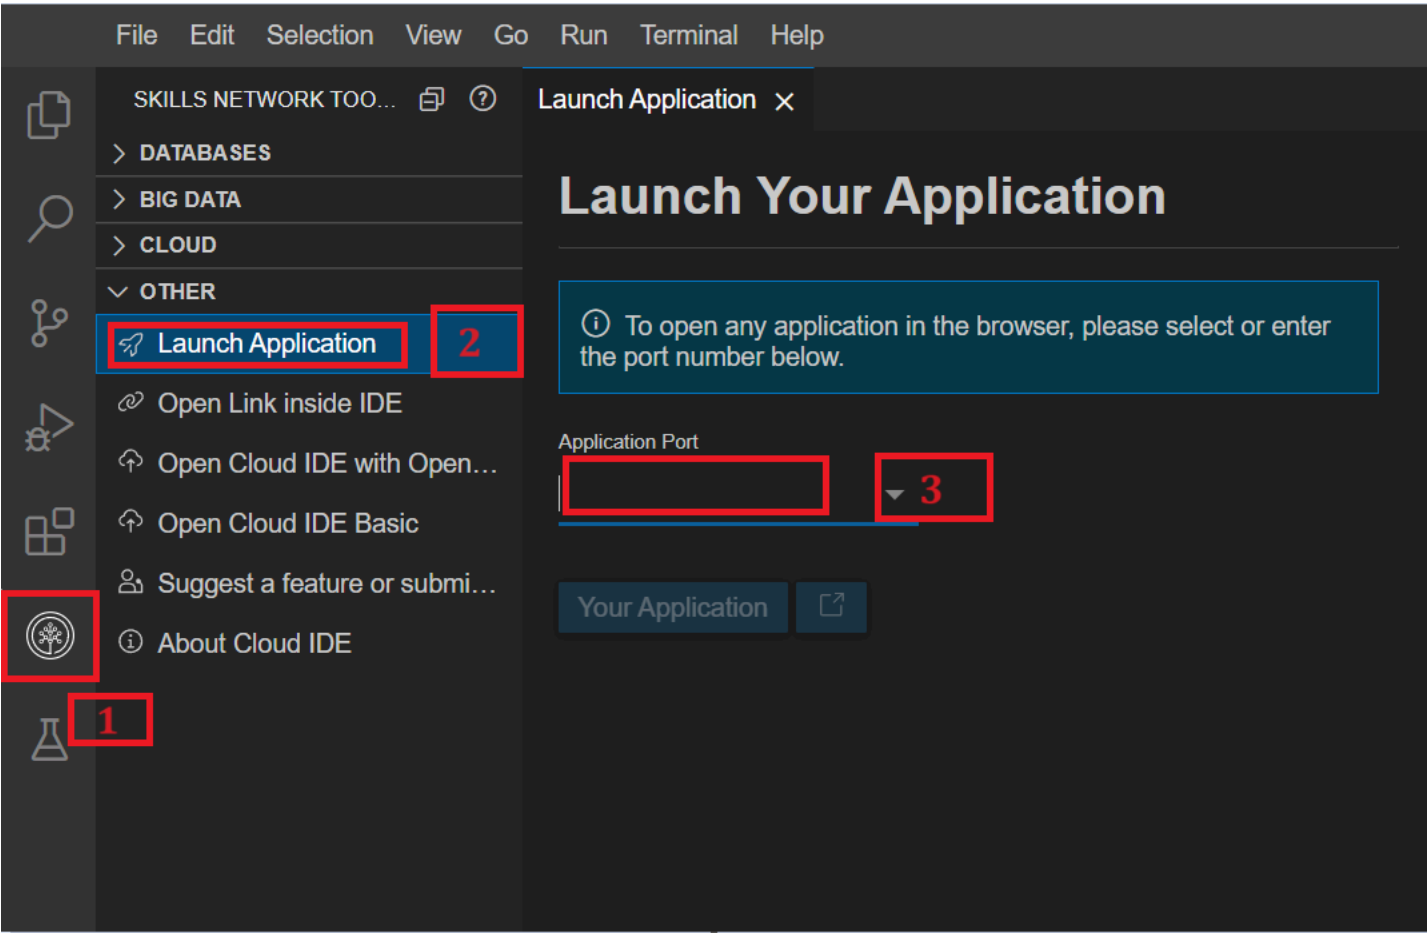 File Edit Selection View Go Run Terminal Help
SKILLS NETWORK TOO...
Launch Application
DATABASES
BIG DATA
CLOUD
OTHER
Launch Application 2
Open Link inside IDE
Open Cloud IDE with Open...
Open Cloud IDE Basic
Suggest a feature or submi...
About Cloud IDE
1
Launch Your Application
To open any application in the browser, please select or enter
the port number below.
Application Port
3
Your Application